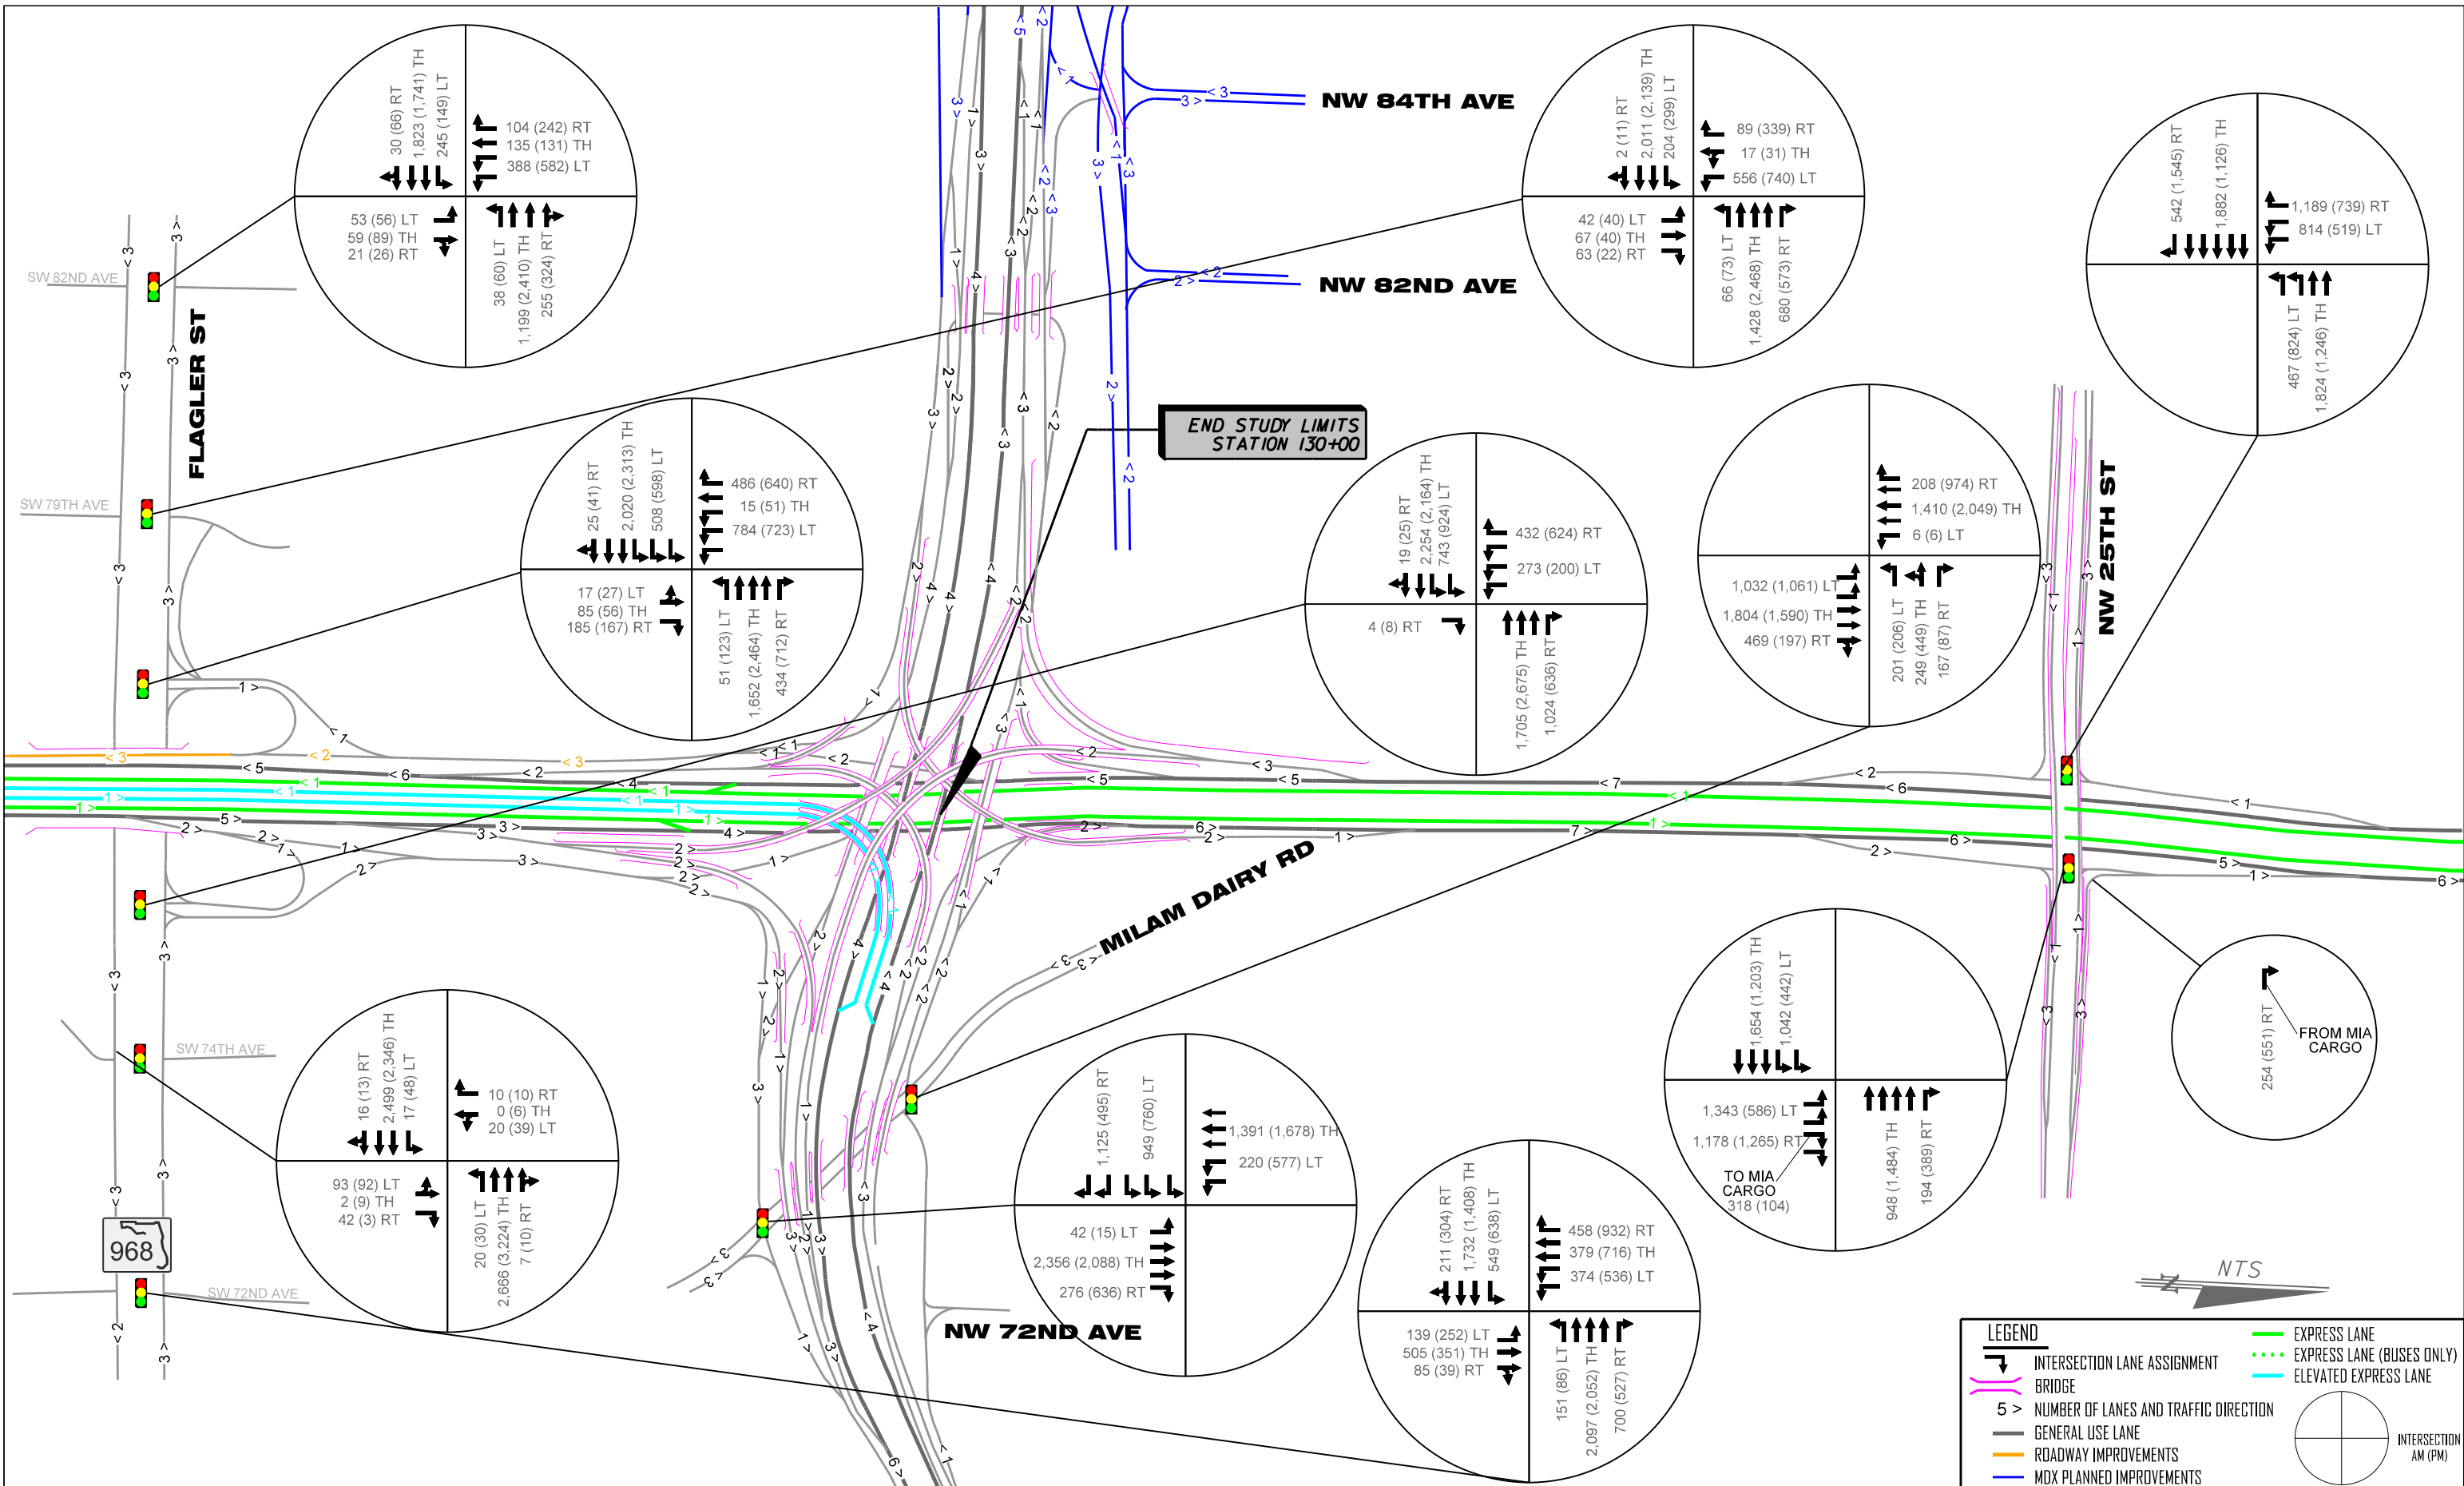 NW 84TH AVE
NW 82ND AVE
FLAGLER ST
SW 82ND AVE
SW 79TH AVE
SW 74TH AVE
SW 72ND AVE
968
END STUDY LIMITS
STATION 130+00
MILAM DAIRY RD
NW 25TH ST
NW 72ND AVE
30 (66) RT
1,823 (1,741) TH
245 (149) LT
104 (242) RT
135 (131) TH
388 (582) LT
53 (56) LT
59 (89) TH
21 (26) RT
38 (60) LT
1,199 (2,410) TH
255 (324) RT
2 (11) RT
2,011 (2,139) TH
204 (299) LT
89 (339) RT
17 (31) TH
556 (740) LT
42 (40) LT
67 (40) TH
63 (22) RT
66 (73) LT
1,428 (2,468) TH
680 (573) RT
542 (1,545) RT
1,882 (1,126) TH
1,189 (739) RT
814 (519) LT
467 (824) LT
1,824 (1,246) TH
25 (41) RT
2,020 (2,313) TH
508 (598) LT
486 (640) RT
15 (51) TH
784 (723) LT
17 (27) LT
85 (56) TH
185 (167) RT
51 (123) LT
1,652 (2,464) TH
434 (712) RT
19 (25) RT
2,254 (2,164) TH
743 (924) LT
432 (624) RT
273 (200) LT
4 (8) RT
1,705 (2,675) TH
1,024 (636) RT
208 (974) RT
1,410 (2,049) TH
6 (6) LT
1,032 (1,061) LT
1,804 (1,590) TH
469 (197) RT
201 (206) LT
249 (449) TH
167 (87) RT
16 (13) RT
2,499 (2,346) TH
17 (48) LT
10 (10) RT
0 (6) TH
20 (39) LT
93 (92) LT
2 (9) TH
42 (3) RT
20 (30) LT
2,666 (3,224) TH
7 (10) RT
1,125 (495) RT
949 (760) LT
1,391 (1,678) TH
220 (577) LT
42 (15) LT
2,356 (2,088) TH
276 (636) RT
211 (304) RT
1,732 (1,408) TH
549 (638) LT
458 (932) RT
379 (716) TH
374 (536) LT
139 (252) LT
505 (351) TH
85 (39) RT
151 (86) LT
2,097 (2,052) TH
700 (527) RT
1,654 (1,203) TH
1,042 (442) LT
1,343 (586) LT
1,178 (1,265) RT
TO MIA
CARGO
318 (104)
948 (1,484) TH
194 (389) RT
254 (551) RT
FROM MIA
CARGO
N
NTS
LEGEND
INTERSECTION LANE ASSIGNMENT
BRIDGE
5 > NUMBER OF LANES AND TRAFFIC DIRECTION
GENERAL USE LANE
ROADWAY IMPROVEMENTS
MDX PLANNED IMPROVEMENTS
EXPRESS LANE
EXPRESS LANE (BUSES ONLY)
ELEVATED EXPRESS LANE
INTERSECTION
AM (PM)